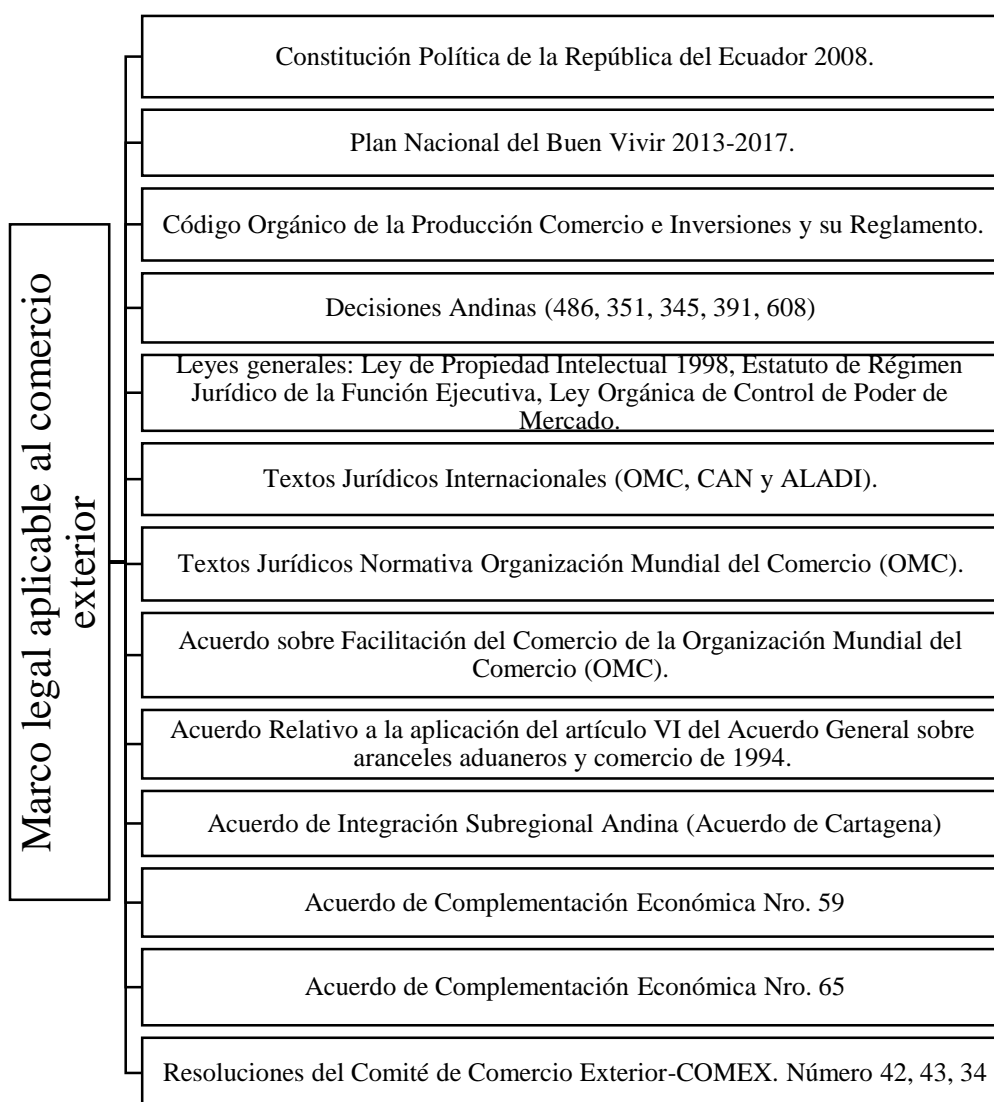 Marco legal aplicable al comercio
exterior
Constitución Política de la República del Ecuador 2008.
Plan Nacional del Buen Vivir 2013-2017.
Código Orgánico de la Producción Comercio e Inversiones y su Reglamento.
Decisiones Andinas (486, 351, 345, 391, 608)
Leyes generales: Ley de Propiedad Intelectual 1998, Estatuto de Régimen
Jurídico de la Función Ejecutiva, Ley Orgánica de Control de Poder de
Mercado.
Textos Jurídicos Internacionales (OMC, CAN y ALADI).
Textos Jurídicos Normativa Organización Mundial del Comercio (OMC).
Acuerdo sobre Facilitación del Comercio de la Organización Mundial del
Comercio (OMC).
Acuerdo Relativo a la aplicación del artículo VI del Acuerdo General sobre
aranceles aduaneros y comercio de 1994.
Acuerdo de Integración Subregional Andina (Acuerdo de Cartagena)
Acuerdo de Complementación Económica Nro. 59
Acuerdo de Complementación Económica Nro. 65
Resoluciones del Comité de Comercio Exterior-COMEX. Número 42, 43, 34